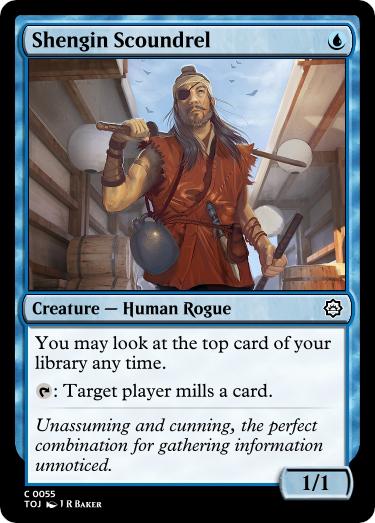 Shengin Scoundrel
Creature — Human Rogue
You may look at the top card of your
library any time.
: Target player mills a card.
Unassuming and cunning, the perfect
combination for gathering information
unnoticed.
1/1
C 0055
TOJ J R BAKER